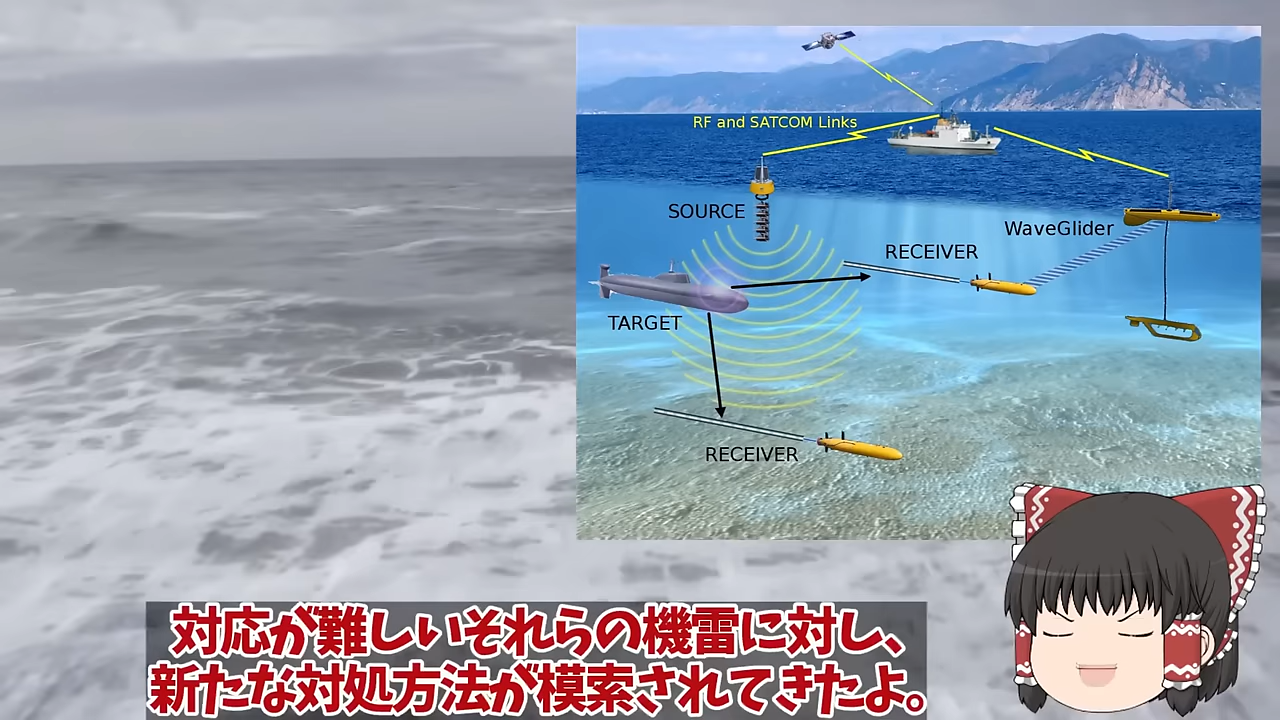 RF and SATCOM Links
SOURCE
WaveGlider
RECEIVER
TARGET
RECEIVER
対応が難しいそれらの機雷に対し、
新たな対処方法が模索されてきたよ。